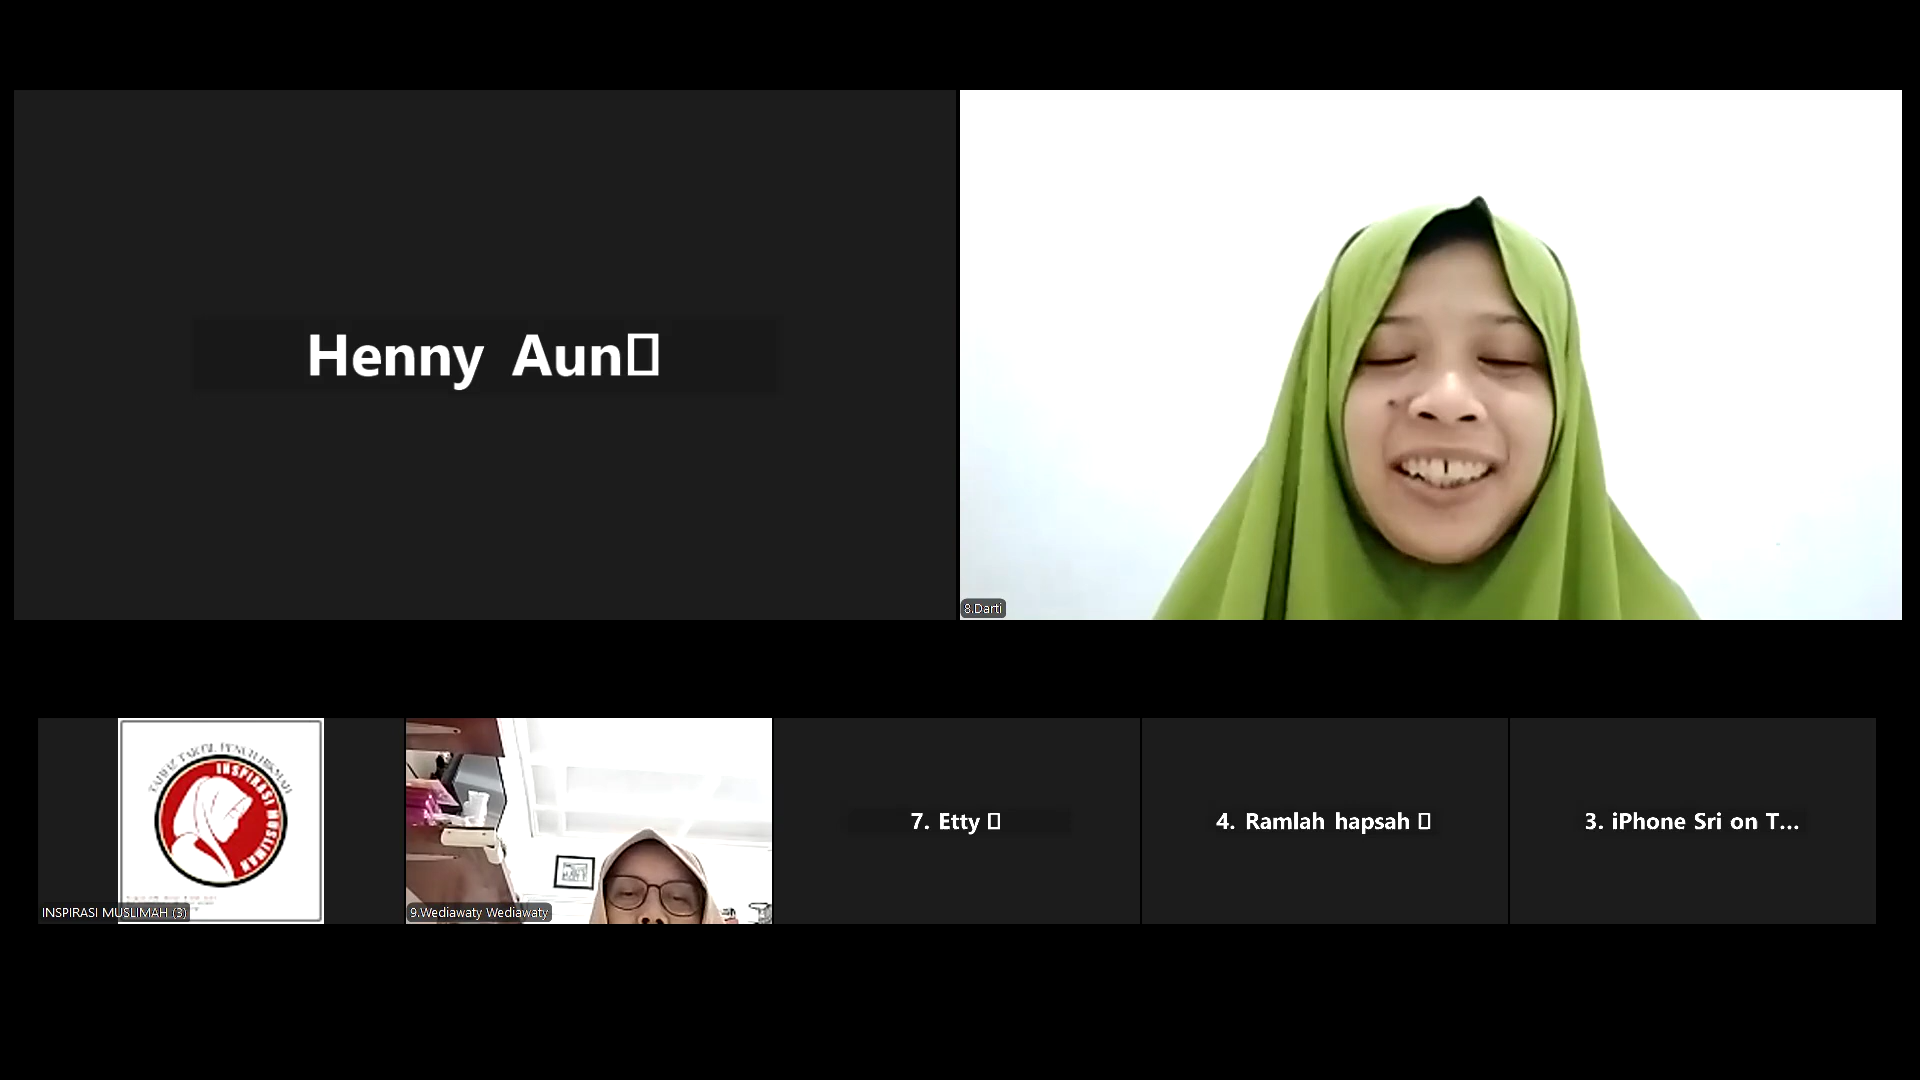 Henny Aun▯
8.Darti
INSPIRASI MUSLIMAH
INSPIRASI MUSLIMAH (3)
9.Wediawaty Wediawaty
7. Etty ▯
4. Ramlah hapsah ▯
3. iPhone Sri on T...